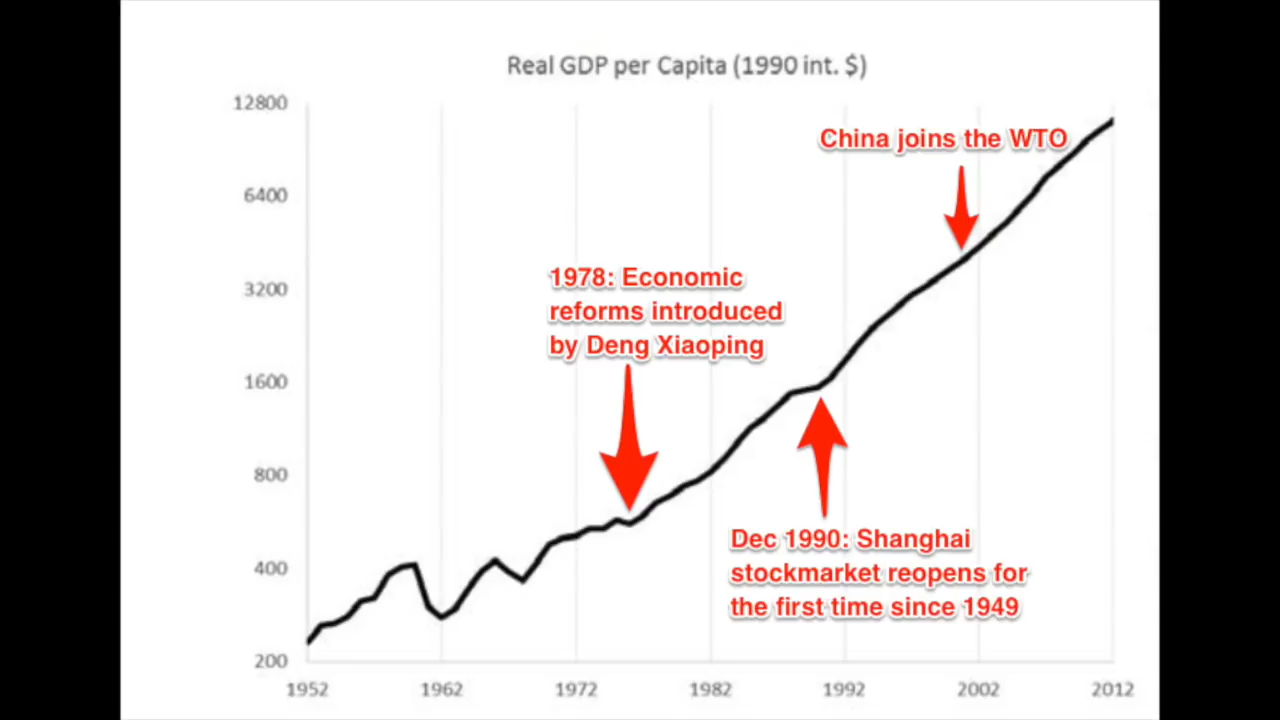 Real GDP per Capita (1990 int. $)
12800
6400
3200
1600
800
400
200
China joins the WTO
1978: Economic
reforms introduced
by Deng Xiaoping
Dec 1990: Shanghai
stockmarket reopens for
the first time since 1949
1952
1962
1972
1982
1992
2002
2012